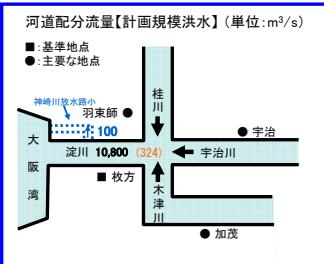 河道配分流量【計画規模洪水】(単位:m³/s)
■:基準地点
●:主要な地点
神崎川放水路小
羽束師 ●
桂川
100
● 宇治
大阪湾
淀川 10,800 (324)
宇治川
■ 枚方
木津川
● 加茂